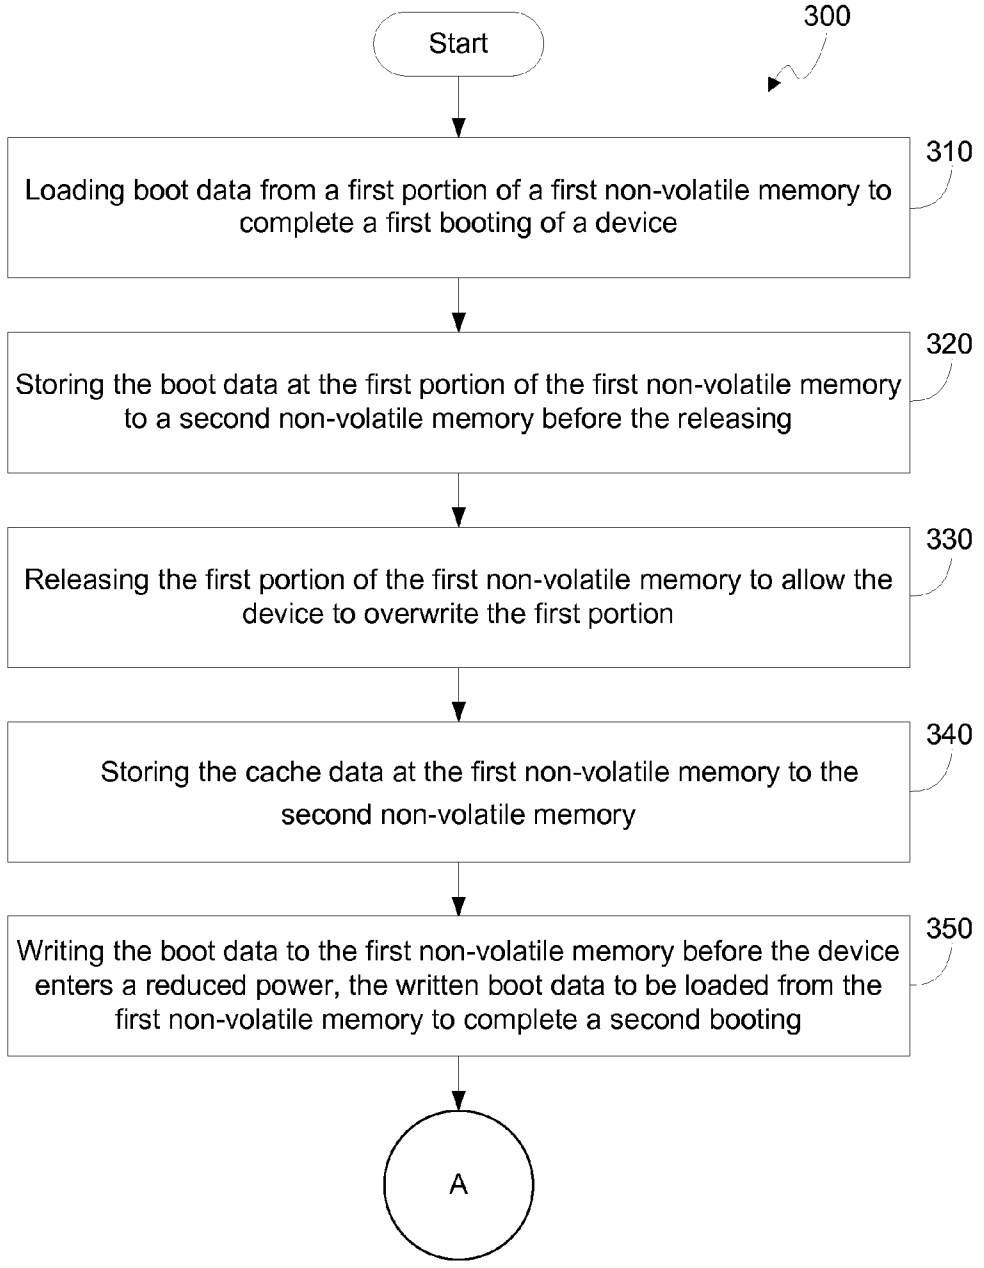 Start
300
310
Loading boot data from a first portion of a first non-volatile memory to
complete a first booting of a device
320
Storing the boot data at the first portion of the first non-volatile memory
to a second non-volatile memory before the releasing
330
Releasing the first portion of the first non-volatile memory to allow the
device to overwrite the first portion
340
Storing the cache data at the first non-volatile memory to the
second non-volatile memory
350
Writing the boot data to the first non-volatile memory before the device
enters a reduced power, the written boot data to be loaded from the
first non-volatile memory to complete a second booting
A